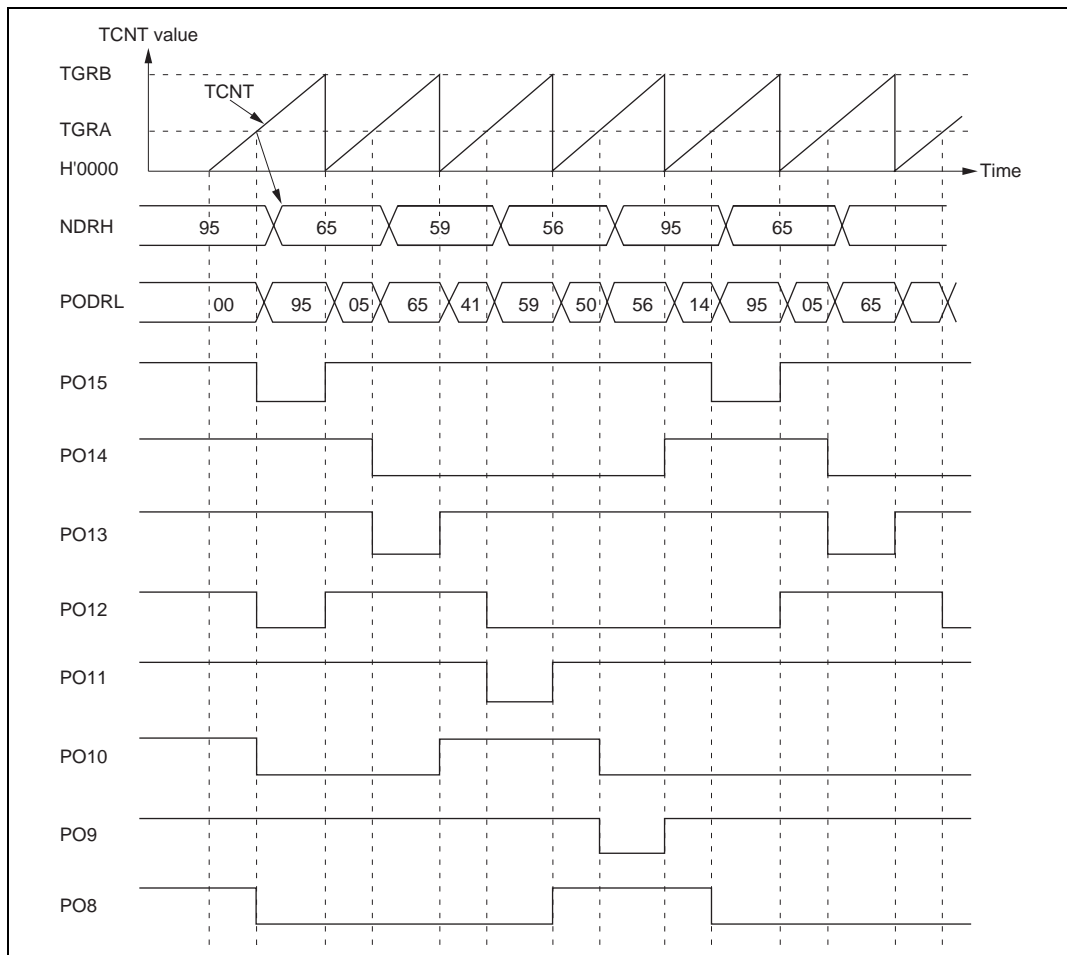 TCNT value
TGRB
TCNT
TGRA
H'0000
Time
NDRH 95 65 59 56 95 65
PODRL 00 95 05 65 41 59 50 56 14 95 05 65
PO15
PO14
PO13
PO12
PO11
PO10
PO9
PO8